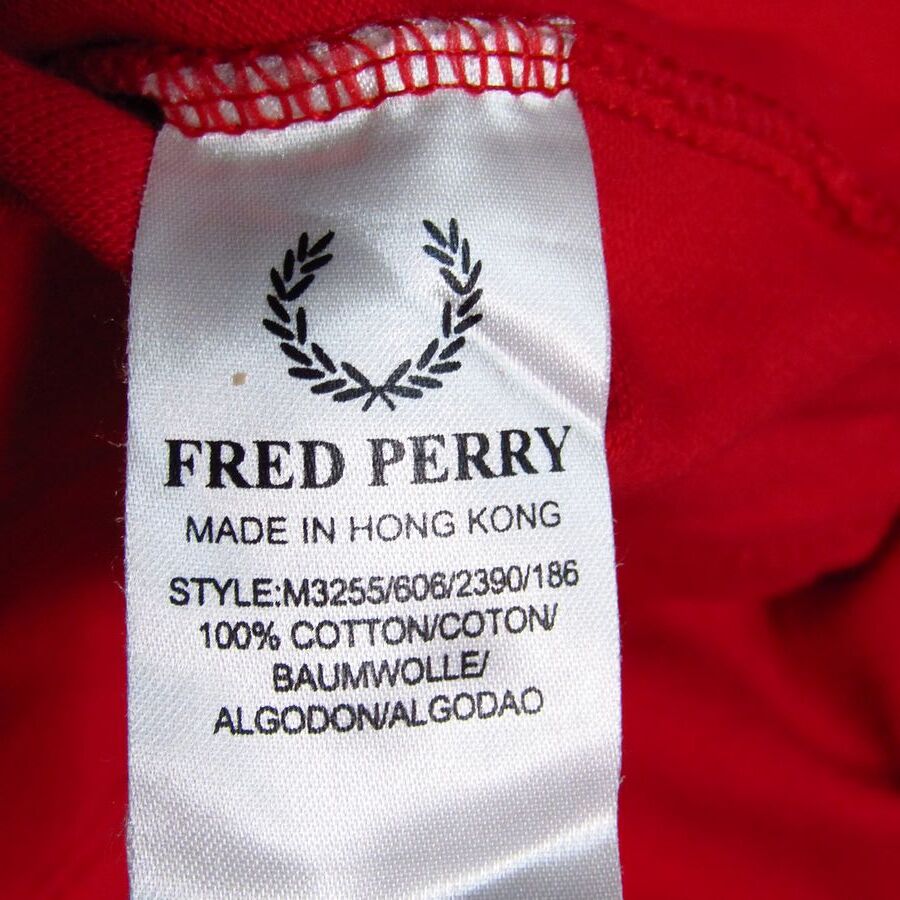 FRED PERRY
MADE IN HONG KONG
STYLE:M3255/606/2390/186
100% COTTON/COTON/
BAUMWOLLE/
ALGODON/ALGODAO